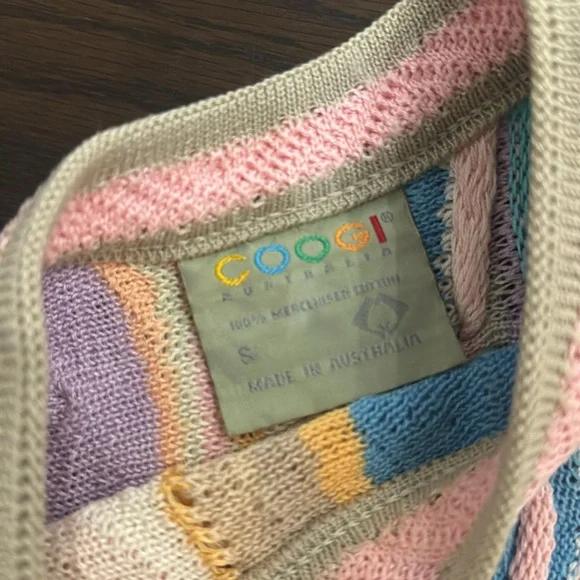 COOGI®
AUSTRALIA
100% MERCERISED COTTON
S
MADE IN AUSTRALIA